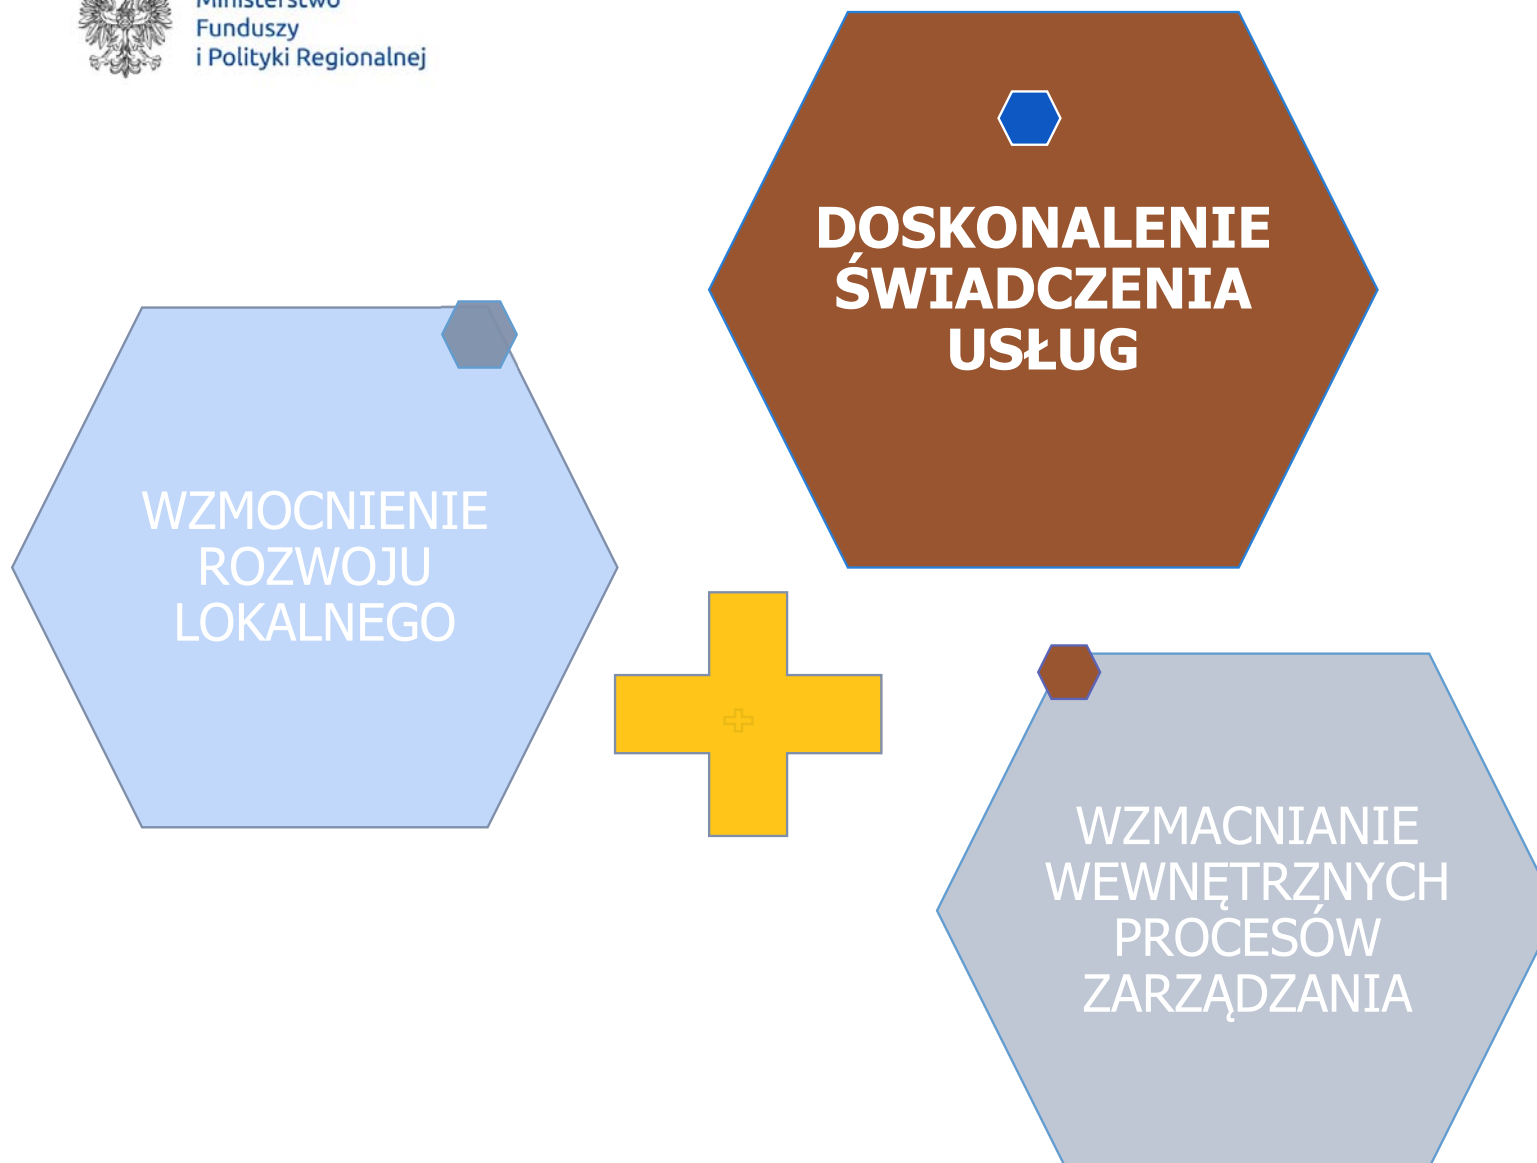 Ministerstwo
Funduszy
i Polityki Regionalnej
DOSKONALENIE
ŚWIADCZENIA
USŁUG
WZMOCNIENIE
ROZWOJU
LOKALNEGO
WZMACNIANIE
WEWNĘTRZNYCH
PROCESÓW
ZARZĄDZANIA